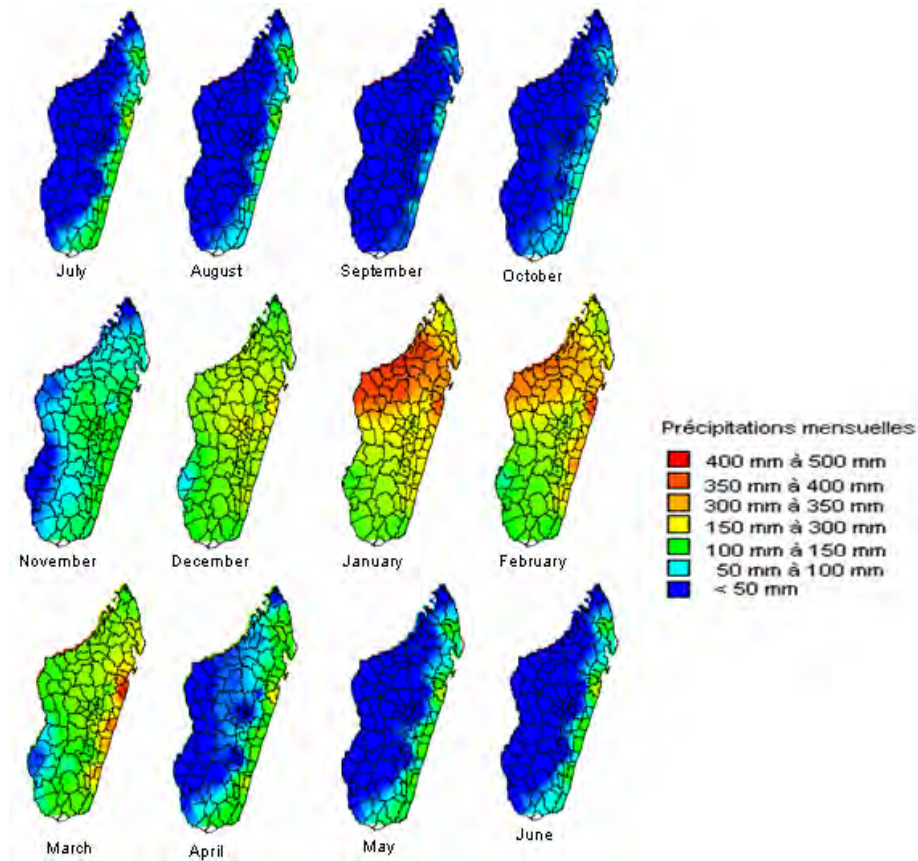 July
August
September
October
November
December
January
February
Précipitations mensuelles
400 mm à 500 mm
350 mm à 400 mm
300 mm à 350 mm
150 mm à 300 mm
100 mm à 150 mm
50 mm à 100 mm
< 50 mm
March
April
May
June